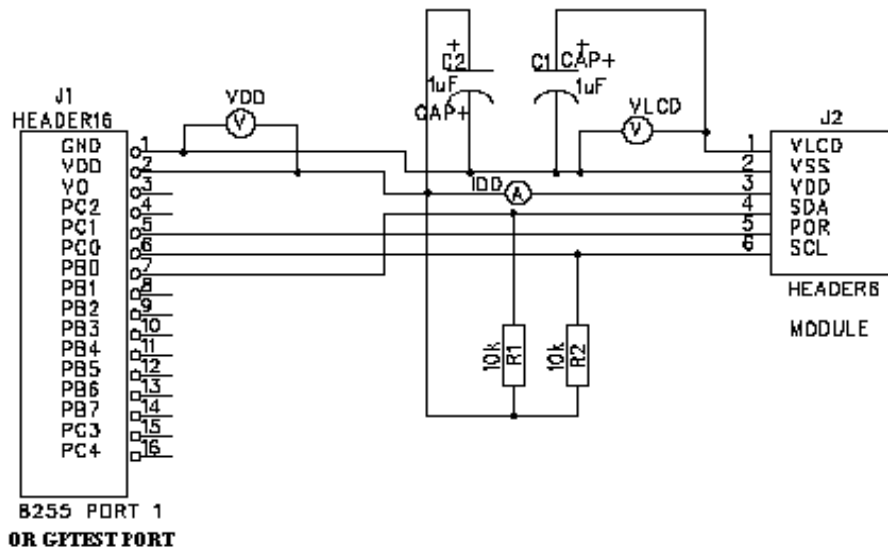 J1
HEADER16
GND 1
VDD 2
VO 3
PC2 4
PC1 5
PC0 6
PB0 7
PB1 8
PB2 9
PB3 10
PB4 11
PB5 12
PB6 13
PB7 14
PC3 15
PC4 16
8255 PORT 1
OR GPTEST PORT
VDD
V
+
C2
1uF
CAP+
C1 CAP+
+
1uF
VLCD
V
IDD
A
10k
R1
10k
R2
J2
1 VLCD
2 VSS
3 VDD
4 SDA
5 POR
6 SCL
HEADER6
MODULE